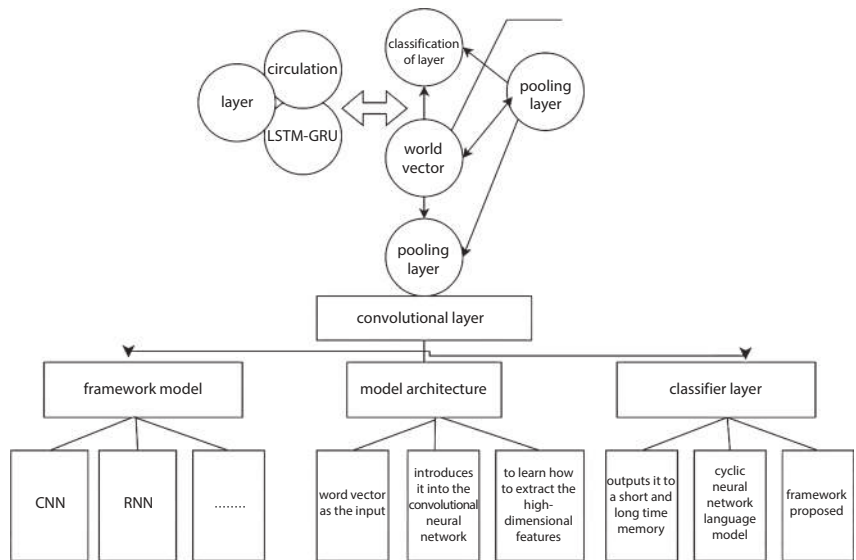 circulation
layer
LSTM-GRU
classification
of layer
pooling
layer
world
vector
pooling
layer
convolutional layer
framework model
model architecture
classifier layer
CNN
RNN
........
word vector
as the input
introduces
it into the
convolutional
neural
network
to learn how
to extract the
high-
dimensional
features
outputs it to
a short and
long time
memory
cyclic
neural
network
language
model
framework
proposed